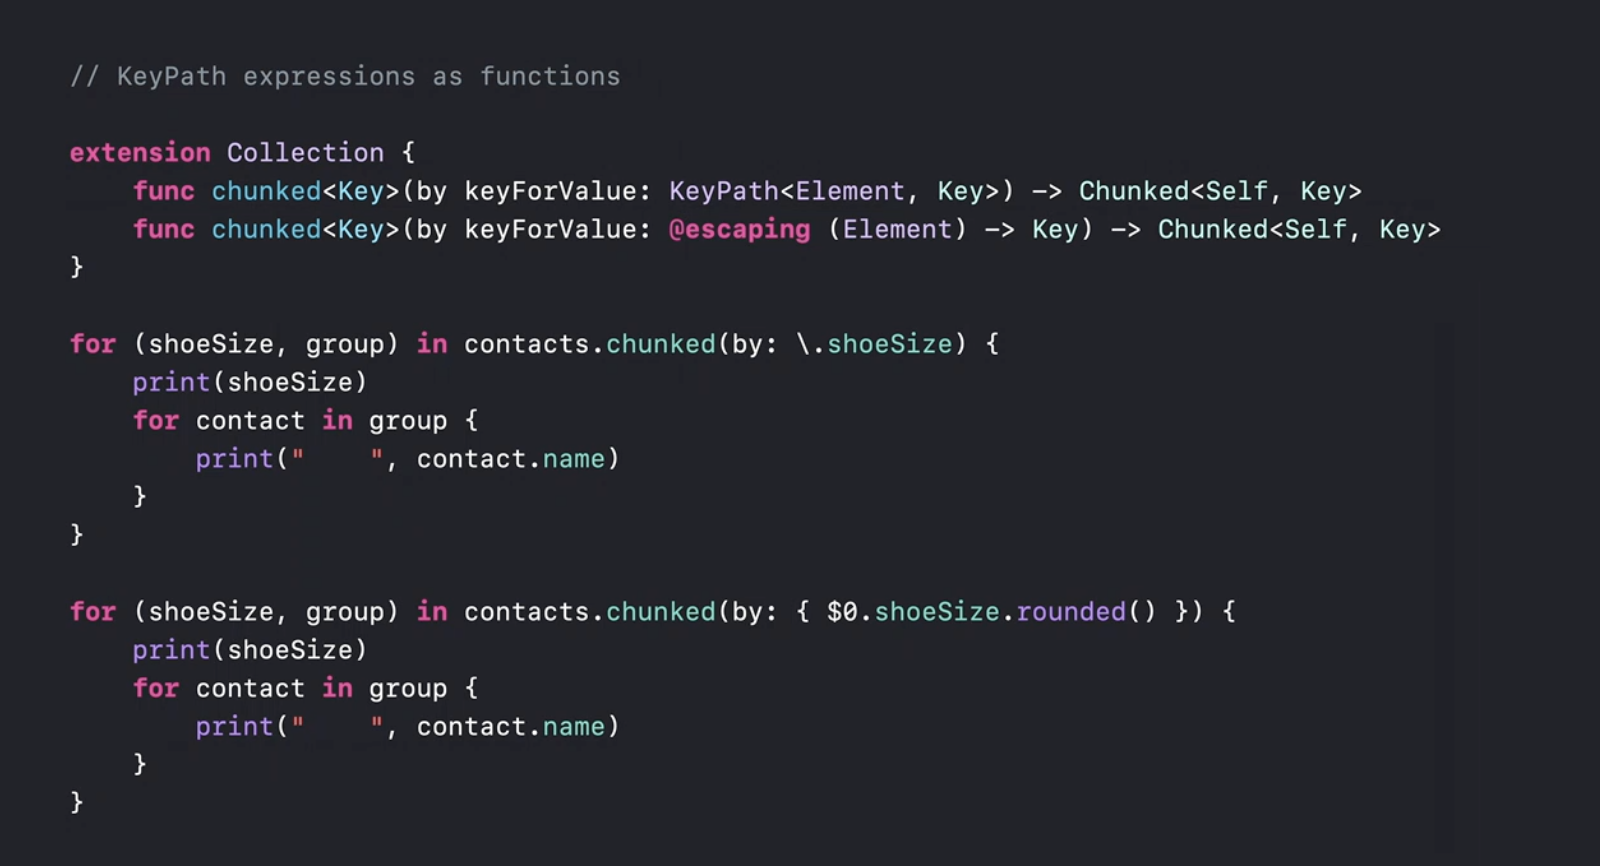 // KeyPath expressions as functions
extension Collection {
    func chunked<Key>(by keyForValue: KeyPath<Element, Key>) -> Chunked<Self, Key>
    func chunked<Key>(by keyForValue: @escaping (Element) -> Key) -> Chunked<Self, Key>
}
for (shoeSize, group) in contacts.chunked(by: \.shoeSize) {
    print(shoeSize)
    for contact in group {
        print("    ", contact.name)
    }
}
for (shoeSize, group) in contacts.chunked(by: { $0.shoeSize.rounded() }) {
    print(shoeSize)
    for contact in group {
        print("    ", contact.name)
    }
}